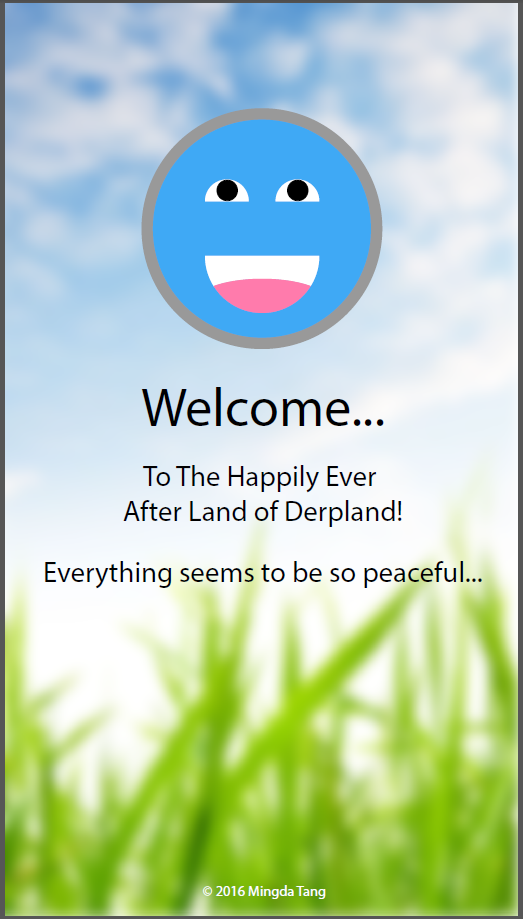 Welcome...
To The Happily Ever
After Land of Derpland!
Everything seems to be so peaceful...
© 2016 Mingda Tang